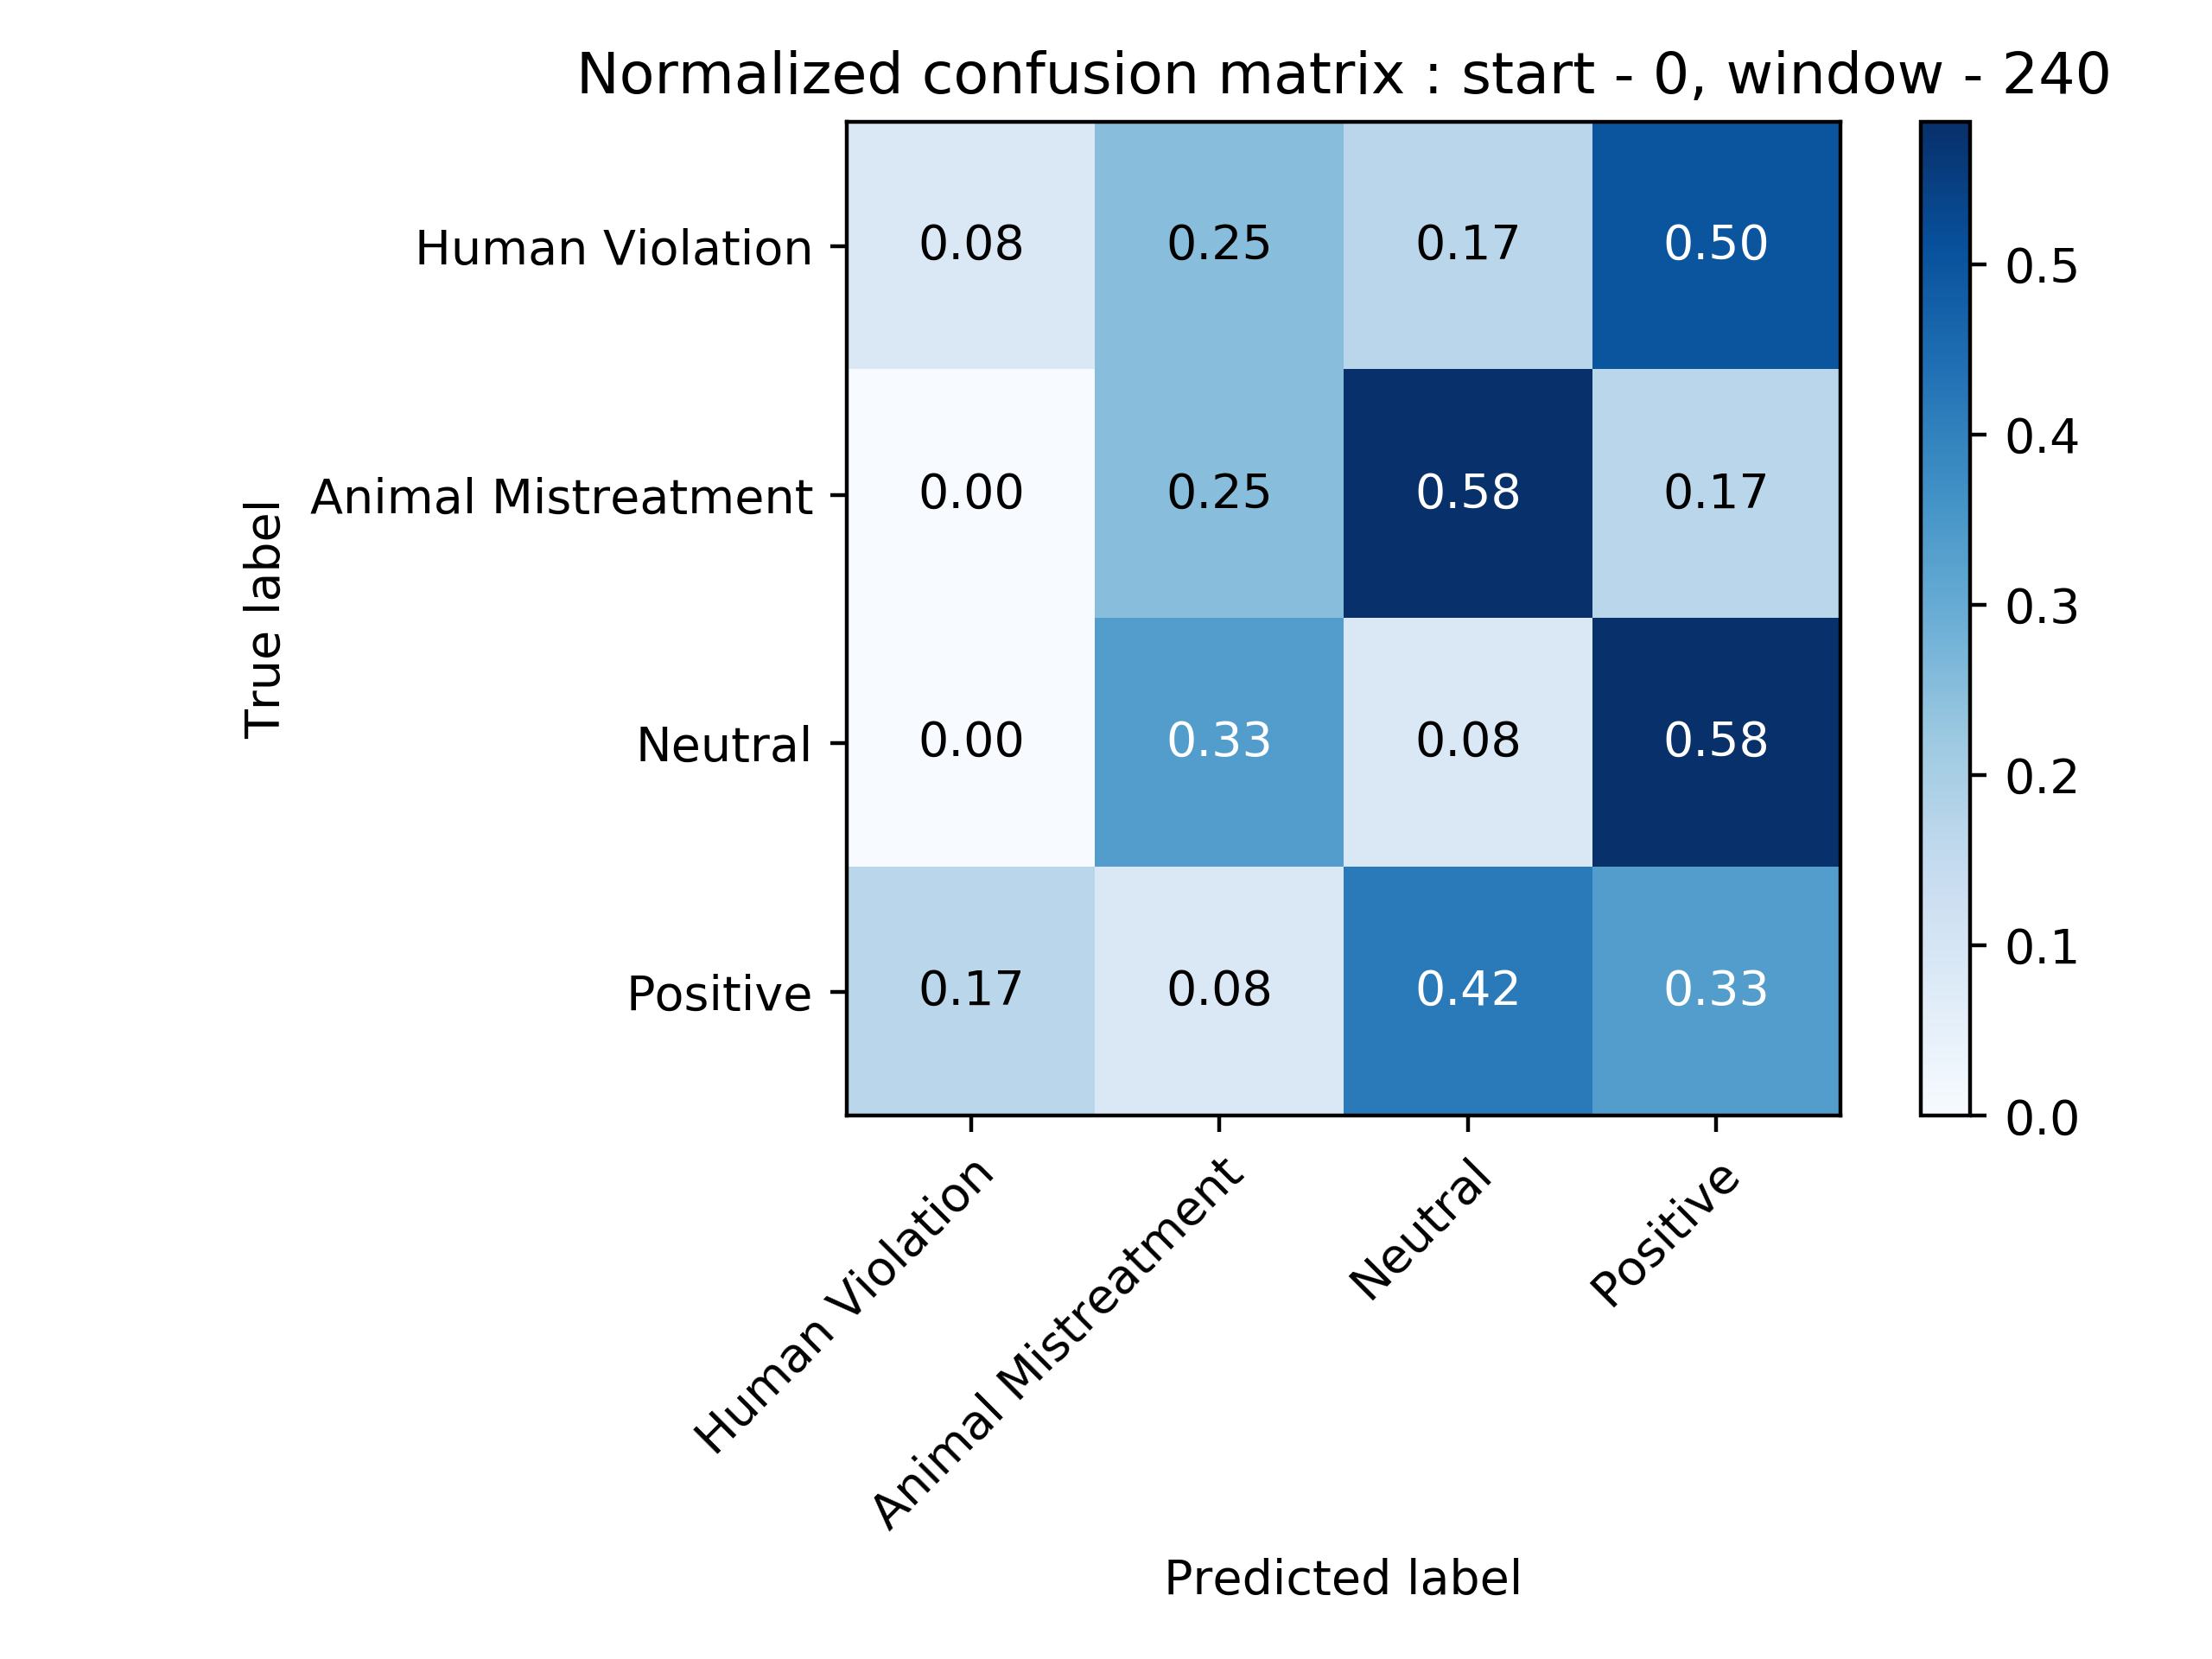 Normalized confusion matrix : start - 0, window - 240
True label
Human Violation 0.08 0.25 0.17 0.50
Animal Mistreatment 0.00 0.25 0.58 0.17
Neutral 0.00 0.33 0.08 0.58
Positive 0.17 0.08 0.42 0.33
Human Violation Animal Mistreatment Neutral Positive
Predicted label
0.5
0.4
0.3
0.2
0.1
0.0